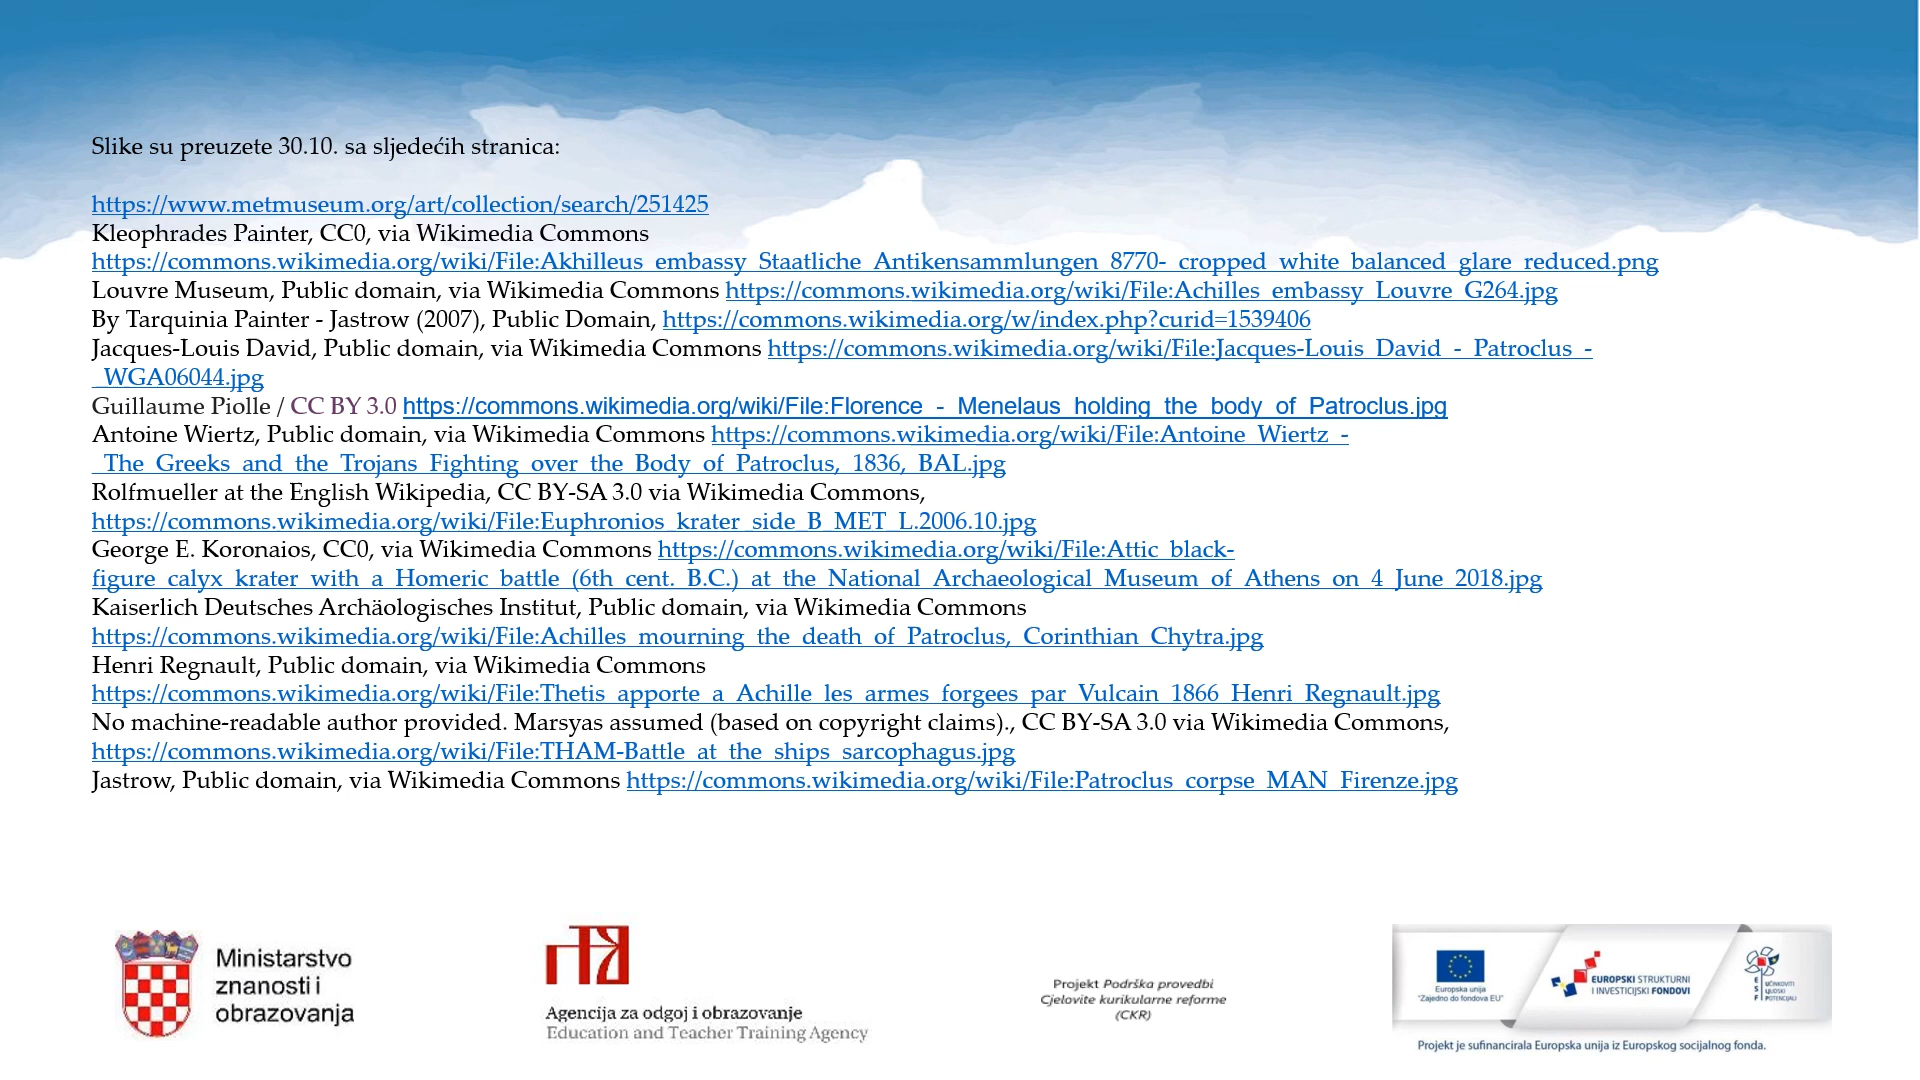 Slike su preuzete 30.10. sa sljedećih stranica:
https://www.metmuseum.org/art/collection/search/251425
Kleophrades Painter, CC0, via Wikimedia Commons
https://commons.wikimedia.org/wiki/File:Akhilleus_embassy_Staatliche_Antikensammlungen_8770-_cropped_white_balanced_glare_reduced.png
Louvre Museum, Public domain, via Wikimedia Commons https://commons.wikimedia.org/wiki/File:Achilles_embassy_Louvre_G264.jpg
By Tarquinia Painter - Jastrow (2007), Public Domain, https://commons.wikimedia.org/w/index.php?curid=1539406
Jacques-Louis David, Public domain, via Wikimedia Commons https://commons.wikimedia.org/wiki/File:Jacques-Louis_David_-_Patroclus_-
_WGA06044.jpg
Guillaume Piolle / CC BY 3.0 https://commons.wikimedia.org/wiki/File:Florence_-_Menelaus_holding_the_body_of_Patroclus.jpg
Antoine Wiertz, Public domain, via Wikimedia Commons https://commons.wikimedia.org/wiki/File:Antoine_Wiertz_-
_The_Greeks_and_the_Trojans_Fighting_over_the_Body_of_Patroclus,_1836,_BAL.jpg
Rolfmueller at the English Wikipedia, CC BY-SA 3.0 via Wikimedia Commons,
https://commons.wikimedia.org/wiki/File:Euphronios_krater_side_B_MET_L.2006.10.jpg
George E. Koronaios, CC0, via Wikimedia Commons https://commons.wikimedia.org/wiki/File:Attic_black-
figure_calyx_krater_with_a_Homeric_battle_(6th_cent._B.C.)_at_the_National_Archaeological_Museum_of_Athens_on_4_June_2018.jpg
Kaiserlich Deutsches Archäologisches Institut, Public domain, via Wikimedia Commons
https://commons.wikimedia.org/wiki/File:Achilles_mourning_the_death_of_Patroclus,_Corinthian_Chytra.jpg
Henri Regnault, Public domain, via Wikimedia Commons
https://commons.wikimedia.org/wiki/File:Thetis_apporte_a_Achille_les_armes_forgees_par_Vulcain_1866_Henri_Regnault.jpg
No machine-readable author provided. Marsyas assumed (based on copyright claims)., CC BY-SA 3.0 via Wikimedia Commons,
https://commons.wikimedia.org/wiki/File:THAM-Battle_at_the_ships_sarcophagus.jpg
Jastrow, Public domain, via Wikimedia Commons https://commons.wikimedia.org/wiki/File:Patroclus_corpse_MAN_Firenze.jpg
Ministarstvo
znanosti i
obrazovanja
Agencija za odgoj i obrazovanje
Education and Teacher Training Agency
Projekt Podrška provedbi
Cjelovite kurikularne reforme
(CKR)
Europska unija
"Zajedno do fondova EU"
EUROPSKI STRUKTURNI
I INVESTICIJSKI FONDOVI
ESF
UČINKOVITI
LJUDSKI
POTENCIJALI
Projekt je sufinancirala Europska unija iz Europskog socijalnog fonda.